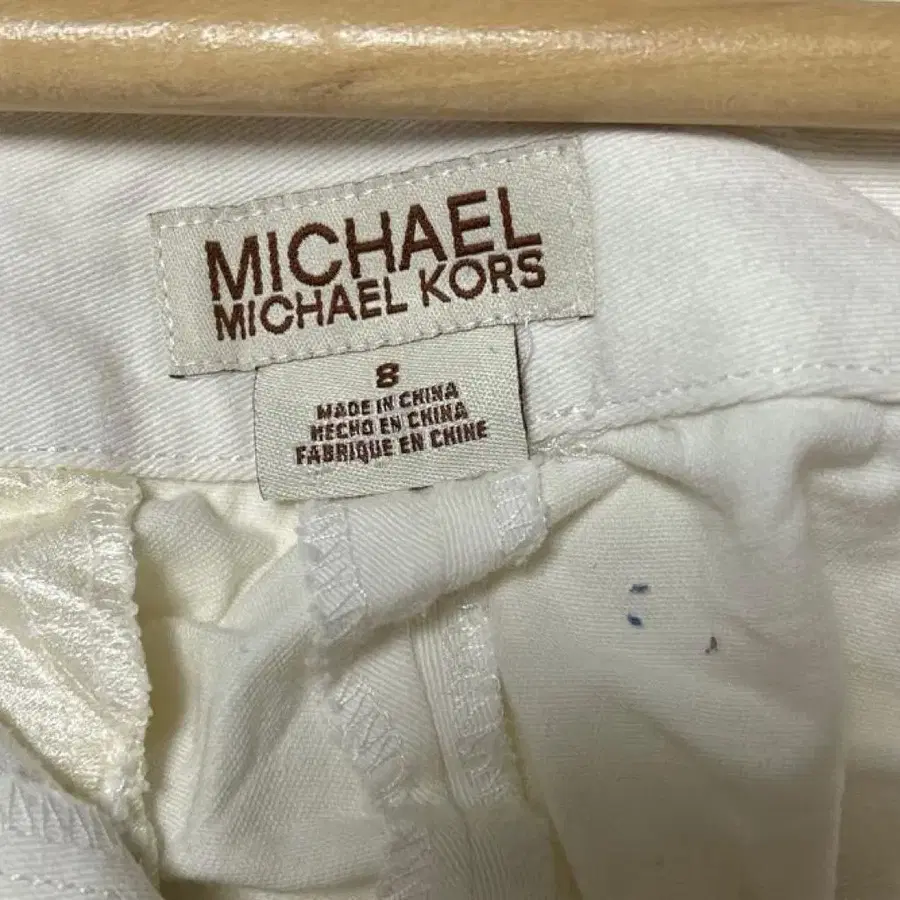 MICHAEL
MICHAEL KORS
8
MADE IN CHINA
HECHO EN CHINA
FABRIQUE EN CHINE